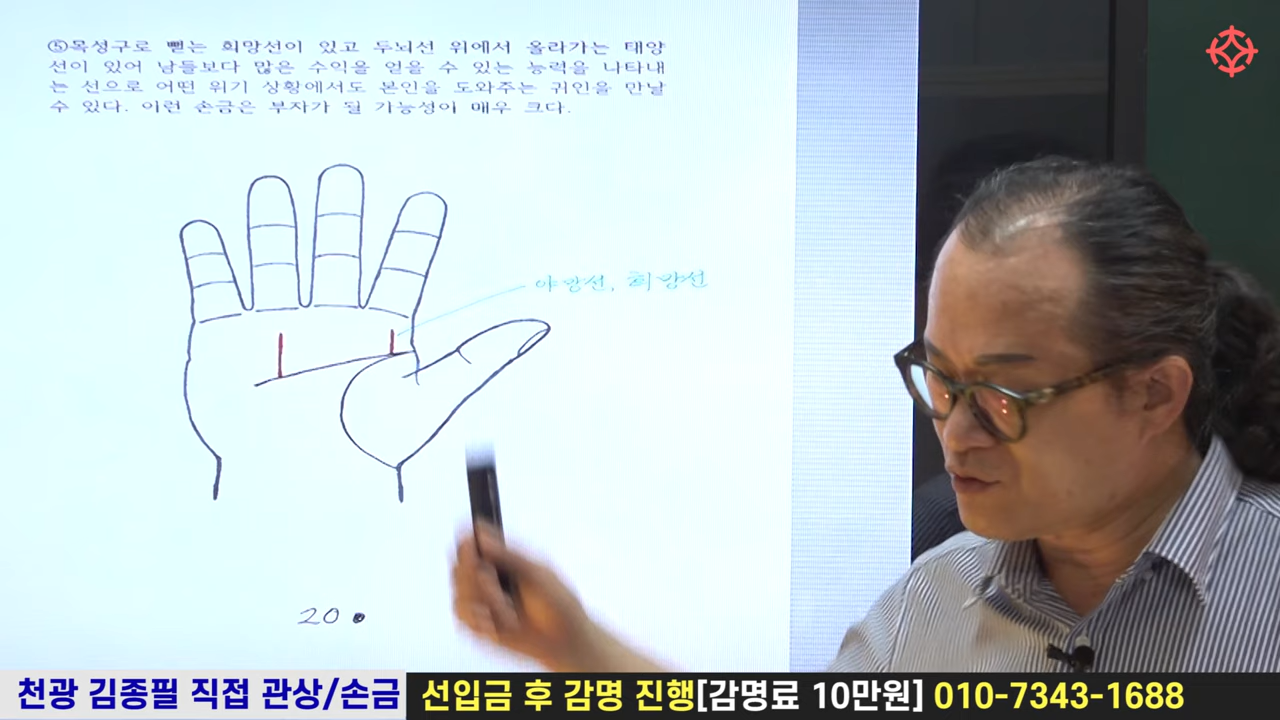 ⑤목성구로 뻗는 희망선이 있고 두뇌선 위에서 올라가는 태양
선이 있어 남들보다 많은 수익을 얻을 수 있는 능력을 나타내
는 선으로 어떤 위기 상황에서도 본인을 도와주는 귀인을 만날
수 있다. 이런 손금은 부자가 될 가능성이 매우 크다.
야망선, 희망선
20
천광 김종필 직접 관상/손금 선입금 후 감명 진행[감명료 10만원] 010-7343-1688